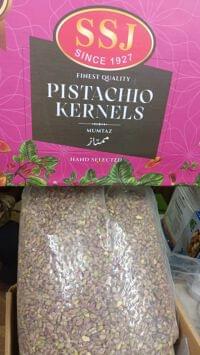 SSJ
SINCE 1927
FINEST QUALITY
PISTACHIO
KERNELS
MUMTAZ
ممتاز
HAND SELECTED